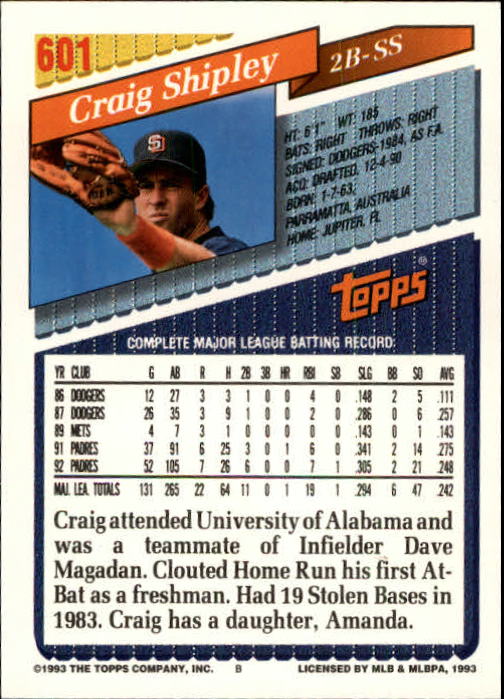 601
Craig Shipley
2B-SS
HT: 6'1" WT: 185
BATS: RIGHT THROWS: RIGHT
SIGNED: DODGERS-1984, AS F.A.
ACQ: DRAFTED, 12-4-90
BORN: 1-7-63,
PARRAMATTA, AUSTRALIA
HOME: JUPITER, FL
SD
Topps®
COMPLETE MAJOR LEAGUE BATTING RECORD
YR CLUB G AB R H 2B 3B HR RBI SB SLG BB SO AVG
86 DODGERS 12 27 3 3 1 0 0 4 0 .148 2 5 .111
87 DODGERS 26 35 3 9 1 0 0 2 0 .286 0 6 .257
89 METS 4 7 3 1 0 0 0 0 0 .143 0 1 .143
91 PADRES 37 91 6 25 3 0 1 6 0 .341 2 14 .275
92 PADRES 52 105 7 26 6 0 0 7 1 .305 2 21 .248
MAJ. LEA. TOTALS 131 265 22 64 11 0 1 19 1 .294 6 47 .242
Craig attended University of Alabama and
was a teammate of Infielder Dave
Magadan. Clouted Home Run his first At-
Bat as a freshman. Had 19 Stolen Bases in
1983. Craig has a daughter, Amanda.
©1993 THE TOPPS COMPANY, INC. B LICENSED BY MLB & MLBPA, 1993